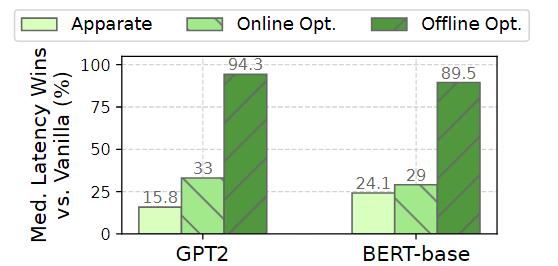 Apparate Online Opt. Offline Opt.
Med. Latency Wins
vs. Vanilla (%)
100
75
50
25
0
15.8 33 94.3
24.1 29 89.5
GPT2 BERT-base